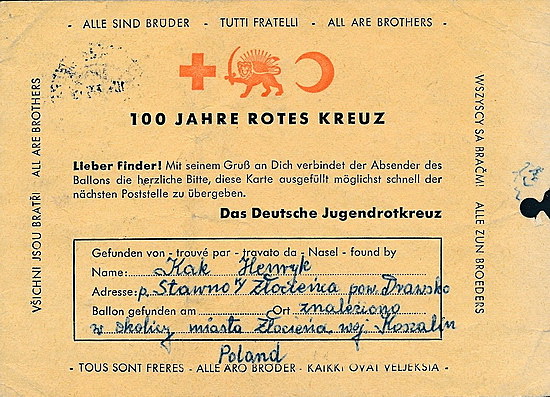 - ALLE SIND BRÜDER - TUTTI FRATELLI - ALL ARE BROTHERS -
VŠICHNI JSOU BRATŘI ALL ARE BROTHERS
WSZYSCY SA BRAĆMI ALLE ZIJN BROEDERS
100 JAHRE ROTES KREUZ
Lieber Finder! Mit seinem Gruß an Dich verbindet der Absender des
Ballons die herzliche Bitte, diese Karte ausgefüllt möglichst schnell der
nächsten Poststelle zu übergeben.
Das Deutsche Jugendrotkreuz
Gefunden von - trouvé par - travato da - Nasel - found by
Name: Kak Henryk
Adresse: p. Stawno Złocieńca pow. Drawsko
Ballon gefunden am Ort znaleziono
w okolicy miasta Złocieńca woj Koszalin
Poland
- TOUS SONT FRERES - ALLE ARO BRÖDER - KAIKKI OVAT VELJEKSIA -